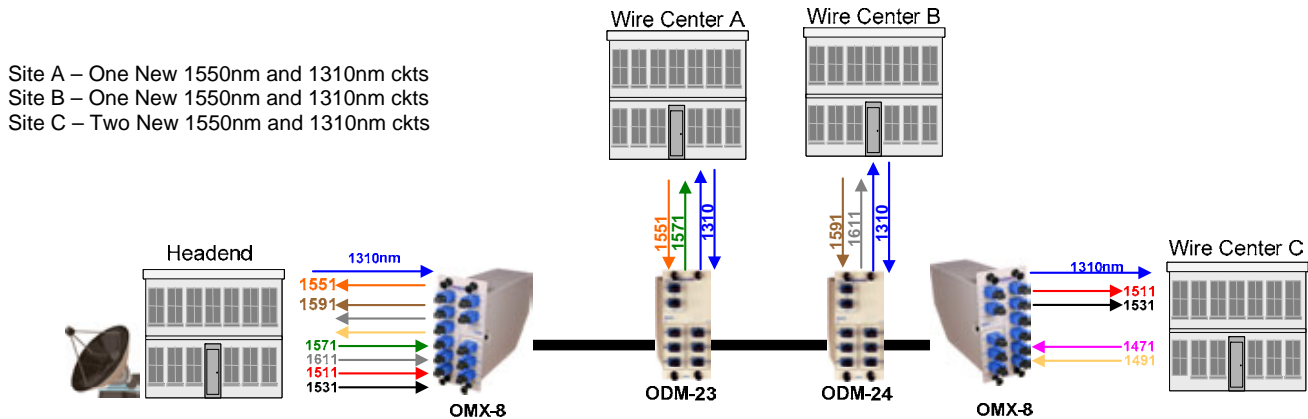 Wire Center A
Wire Center B
Site A – One New 1550nm and 1310nm ckts
Site B – One New 1550nm and 1310nm ckts
Site C – Two New 1550nm and 1310nm ckts
1551
1571
1310
1591
1611
1310
Headend
Wire Center C
1310nm
1551
1591
1571
1611
1511
1531
1310nm
1511
1531
1471
1491
OMX-8
ODM-23
ODM-24
OMX-8